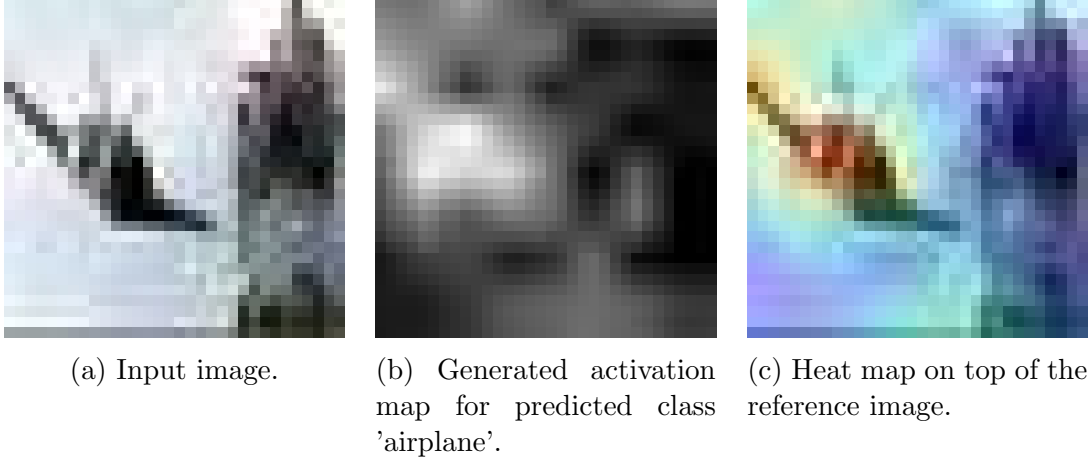 (a) Input image.
(b) Generated activation
map for predicted class
’airplane’.
(c) Heat map on top of the
reference image.